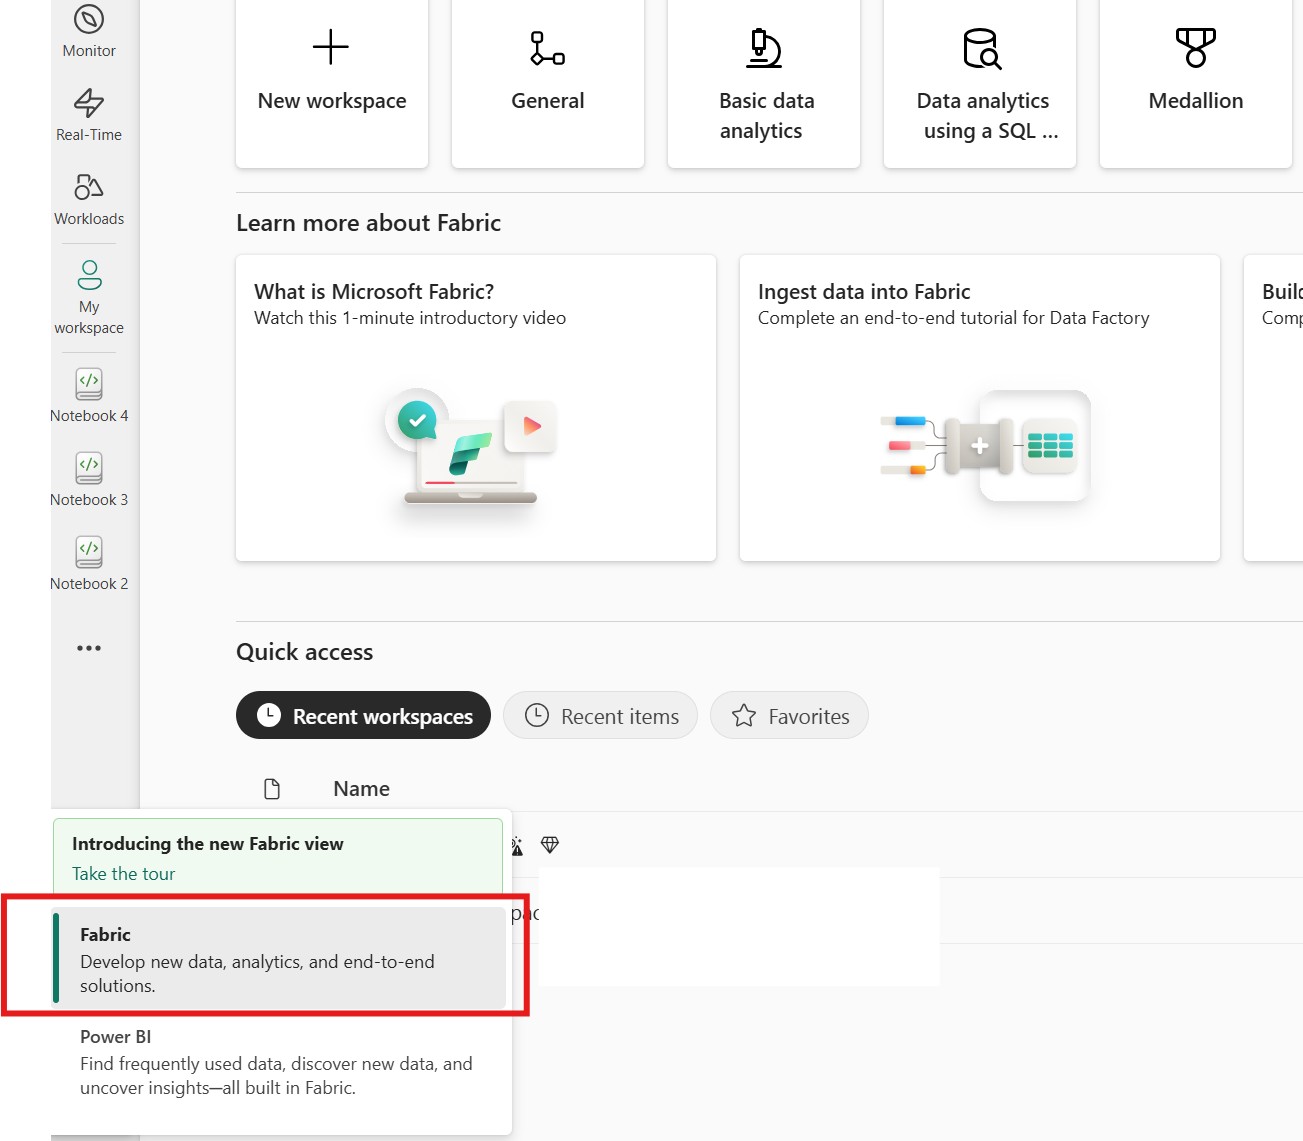 Monitor
Real-Time
Workloads
My
workspace
Notebook 4
Notebook 3
Notebook 2
New workspace
General
Basic data
analytics
Data analytics
using a SQL ...
Medallion
Learn more about Fabric
What is Microsoft Fabric?
Watch this 1-minute introductory video
Ingest data into Fabric
Complete an end-to-end tutorial for Data Factory
Quick access
Recent workspaces
Recent items
Favorites
Name
Introducing the new Fabric view
Take the tour
Fabric
Develop new data, analytics, and end-to-end
solutions.
Power BI
Find frequently used data, discover new data, and
uncover insights—all built in Fabric.